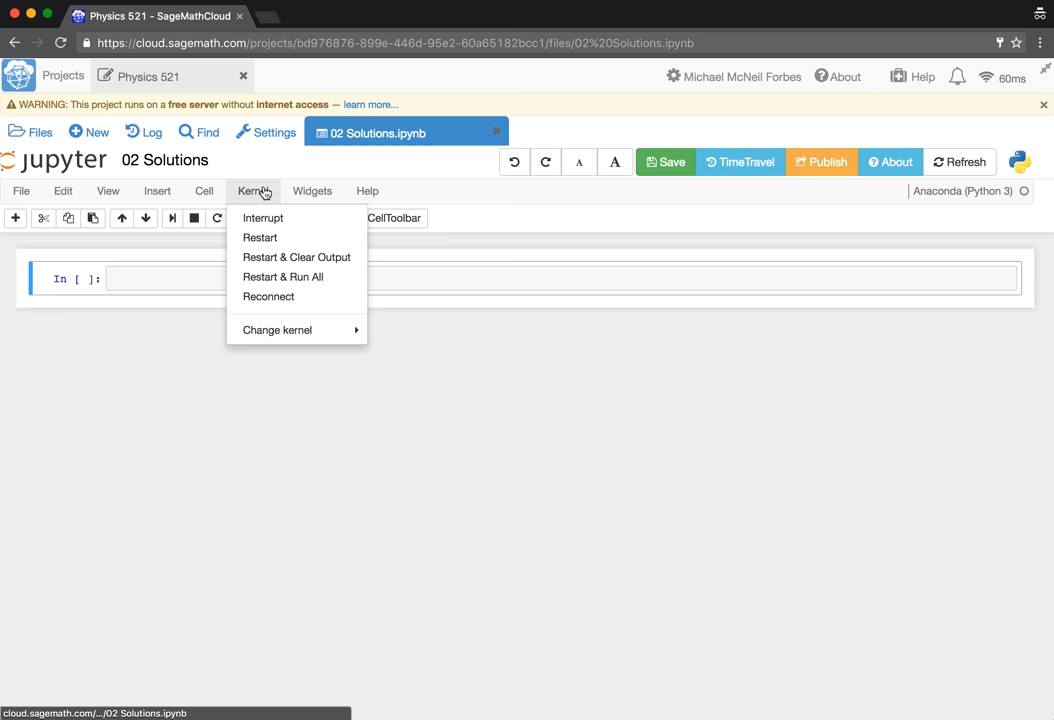 Physics 521 - SageMathCloud ×
https://cloud.sagemath.com/projects/bd976876-899e-446d-95e2-60a65182bcc1/files/02%20Solutions.ipynb
Projects Physics 521 Michael McNeil Forbes About Help 60ms
WARNING: This project runs on a free server without internet access — learn more...
Files New Log Find Settings 02 Solutions.ipynb
jupyter 02 Solutions A A Save TimeTravel Publish About Refresh
File Edit View Insert Cell Kernel Widgets Help Anaconda (Python 3)
CellToolbar
Interrupt
Restart
Restart & Clear Output
Restart & Run All
Reconnect
Change kernel
In [ ]:
cloud.sagemath.com/.../02 Solutions.ipynb